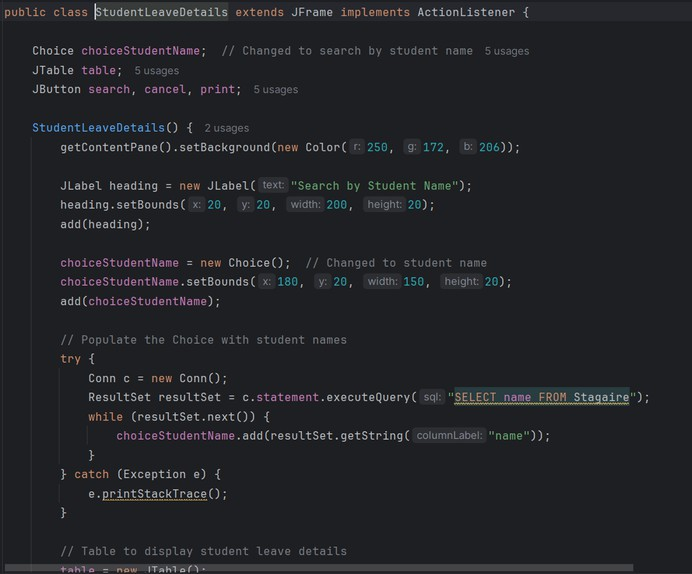 public class StudentLeaveDetails extends JFrame implements ActionListener {
Choice choiceStudentName;  // Changed to search by student name  5 usages
JTable table;  5 usages
JButton search, cancel, print;  5 usages
StudentLeaveDetails() {  2 usages
getContentPane().setBackground(new Color( r: 250, g: 172, b: 206));
JLabel heading = new JLabel( text: "Search by Student Name");
heading.setBounds( x: 20, y: 20, width: 200, height: 20);
add(heading);
choiceStudentName = new Choice();  // Changed to student name
choiceStudentName.setBounds( x: 180, y: 20, width: 150, height: 20);
add(choiceStudentName);
// Populate the Choice with student names
try {
Conn c = new Conn();
ResultSet resultSet = c.statement.executeQuery( sql: "SELECT name FROM Stagaire");
while (resultSet.next()) {
choiceStudentName.add(resultSet.getString( columnLabel: "name"));
}
} catch (Exception e) {
e.printStackTrace();
}
// Table to display student leave details
table = new JTable();